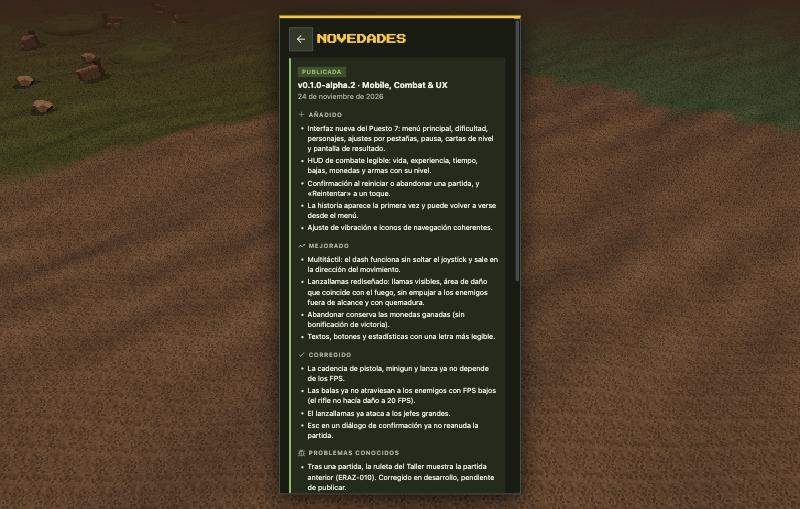 NOVEDADES
PUBLICADA
v0.1.0-alpha.2 · Mobile, Combat & UX
24 de noviembre de 2026
AÑADIDO
• Interfaz nueva del Puesto 7: menú principal, dificultad,
personajes, ajustes por pestañas, pausa, cartas de nivel
y pantalla de resultado.
• HUD de combate legible: vida, experiencia, tiempo,
bajas, monedas y armas con su nivel.
• Confirmación al reiniciar o abandonar una partida, y
«Reintentar» a un toque.
• La historia aparece la primera vez y puede volver a verse
desde el menú.
• Ajuste de vibración e iconos de navegación coherentes.
MEJORADO
• Multitáctil: el dash funciona sin soltar el joystick y sale en
la dirección del movimiento.
• Lanzallamas rediseñado: llamas visibles, área de daño
que coincide con el fuego, sin empujar a los enemigos
fuera de alcance y con quemadura.
• Abandonar conserva las monedas ganadas (sin
bonificación de victoria).
• Textos, botones y estadísticas con una letra más legible.
CORREGIDO
• La cadencia de pistola, minigun y lanza ya no depende
de los FPS.
• Las balas ya no atraviesan a los enemigos con FPS bajos
(el rifle no hacía daño a 20 FPS).
• El lanzallamas ya ataca a los jefes grandes.
• Esc en un diálogo de confirmación ya no reanuda la
partida.
PROBLEMAS CONOCIDOS
• Tras una partida, la ruleta del Taller muestra la partida
anterior (ERAZ-010). Corregido en desarrollo, pendiente
de publicar.